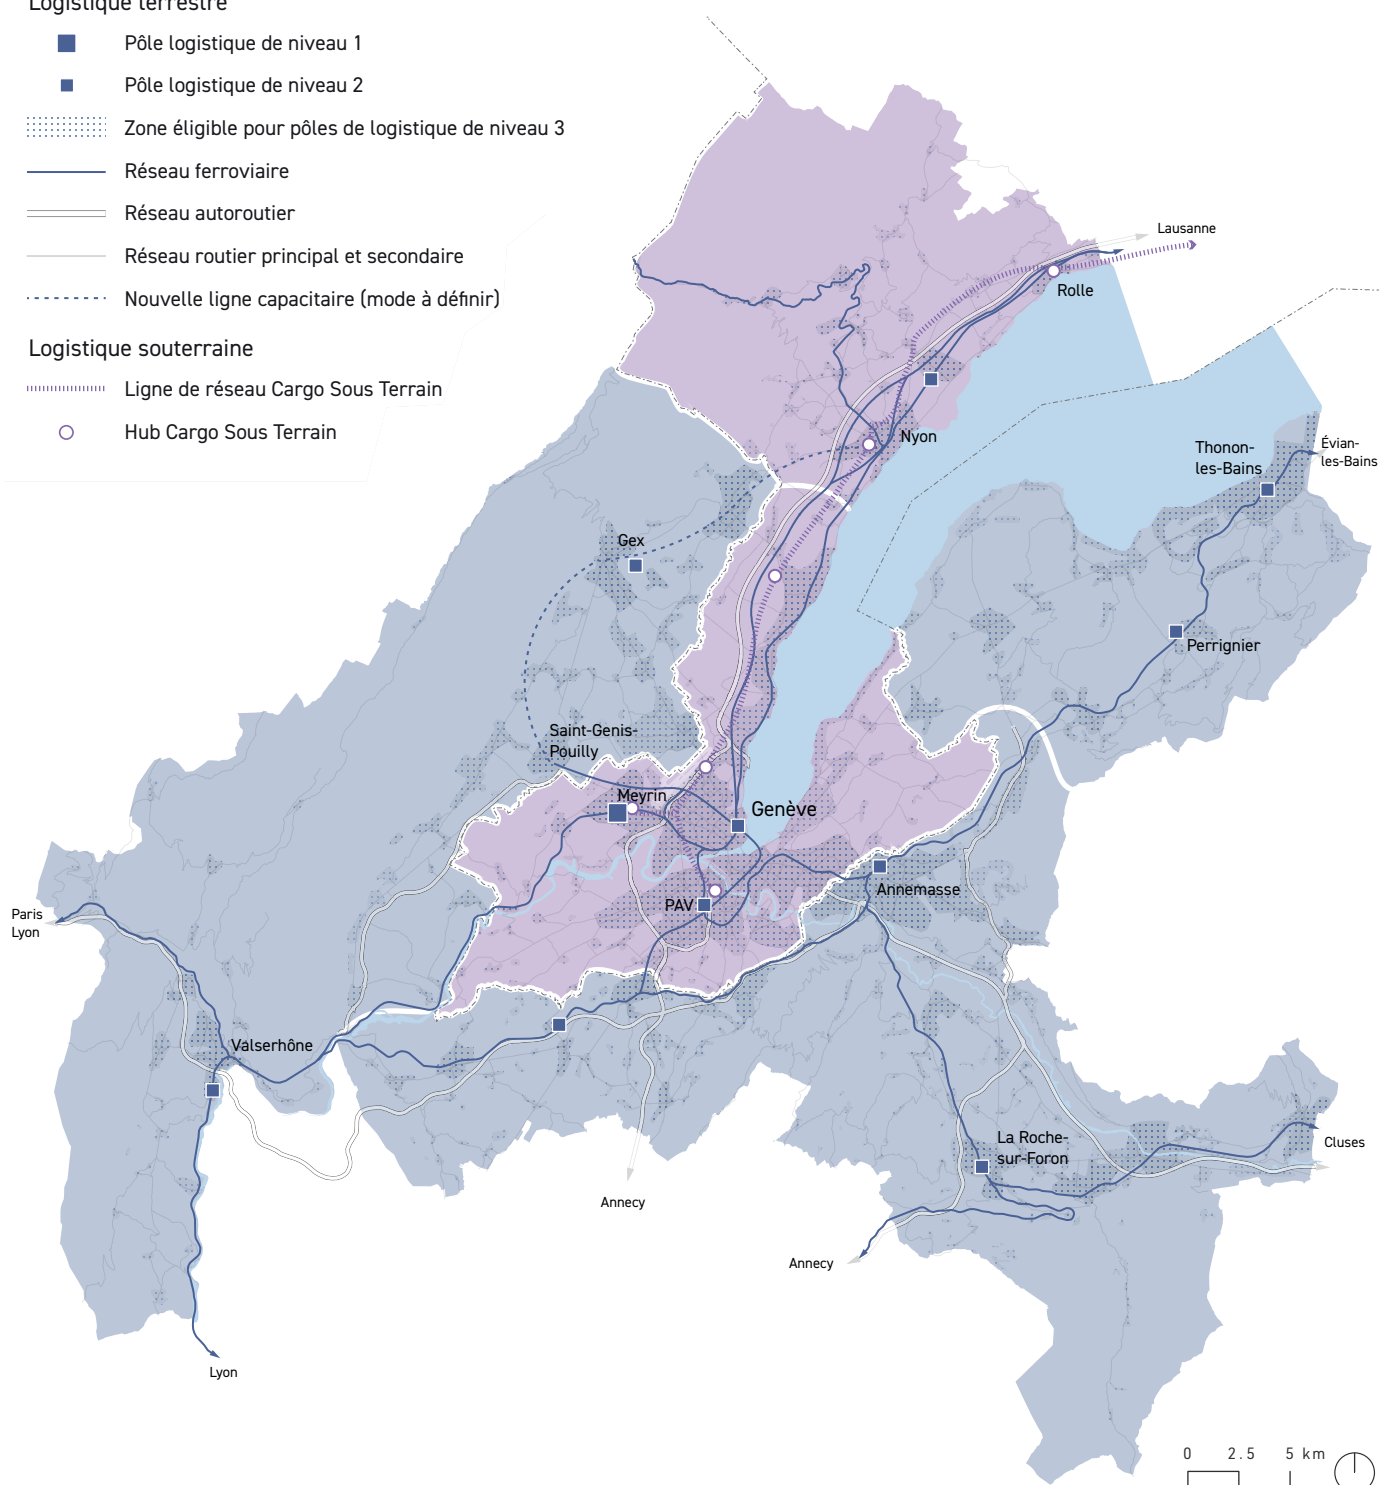 Logistique terrestre
Pôle logistique de niveau 1
Pôle logistique de niveau 2
Zone éligible pour pôles de logistique de niveau 3
Réseau ferroviaire
Réseau autoroutier
Réseau routier principal et secondaire
Nouvelle ligne capacitaire (mode à définir)
Logistique souterraine
Ligne de réseau Cargo Sous Terrain
Hub Cargo Sous Terrain
Lausanne
Rolle
Nyon
Thonon-
les-Bains
Évian-
les-Bains
Gex
Perrignier
Saint-Genis-
Pouilly
Meyrin
Genève
Annemasse
PAV
Paris
Lyon
Valserhône
La Roche-
sur-Foron
Cluses
Annecy
Annecy
Lyon
0 2.5 5 km